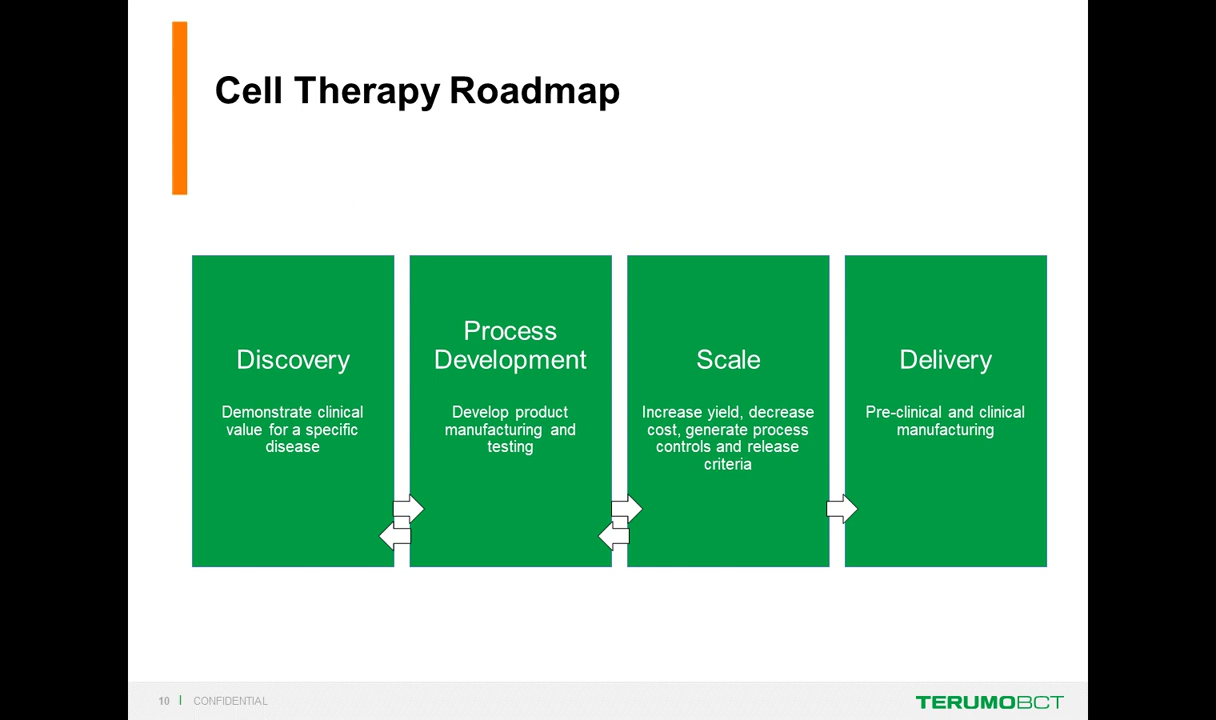 Cell Therapy Roadmap
Discovery
Demonstrate clinical
value for a specific
disease
Process
Development
Develop product
manufacturing and
testing
Scale
Increase yield, decrease
cost, generate process
controls and release
criteria
Delivery
Pre-clinical and clinical
manufacturing
10 | CONFIDENTIAL
TERUMOBCT